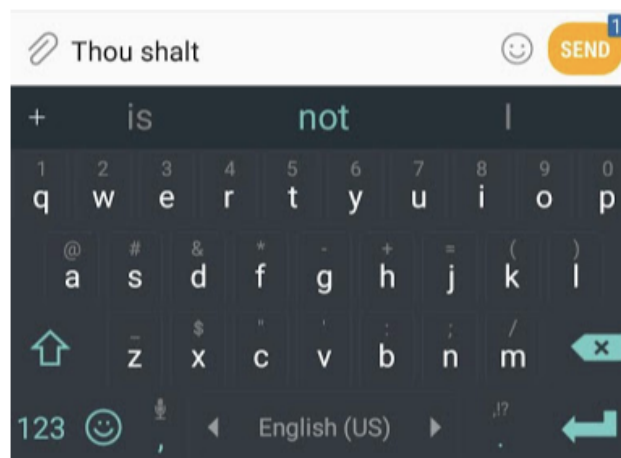 Thou shalt SEND 1
+ is not I
1 2 3 4 5 6 7 8 9 0
q w e r t y u i o p
@ # & * - + = ( )
a s d f g h j k l
_ $ " ' : ; /
z x c v b n m
123 , English (US) ,!? .